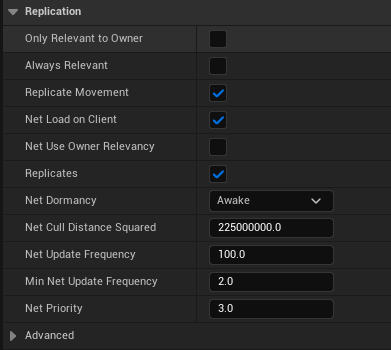 Replication
Only Relevant to Owner
Always Relevant
Replicate Movement
Net Load on Client
Net Use Owner Relevancy
Replicates
Net Dormancy Awake
Net Cull Distance Squared 225000000.0
Net Update Frequency 100.0
Min Net Update Frequency 2.0
Net Priority 3.0
Advanced